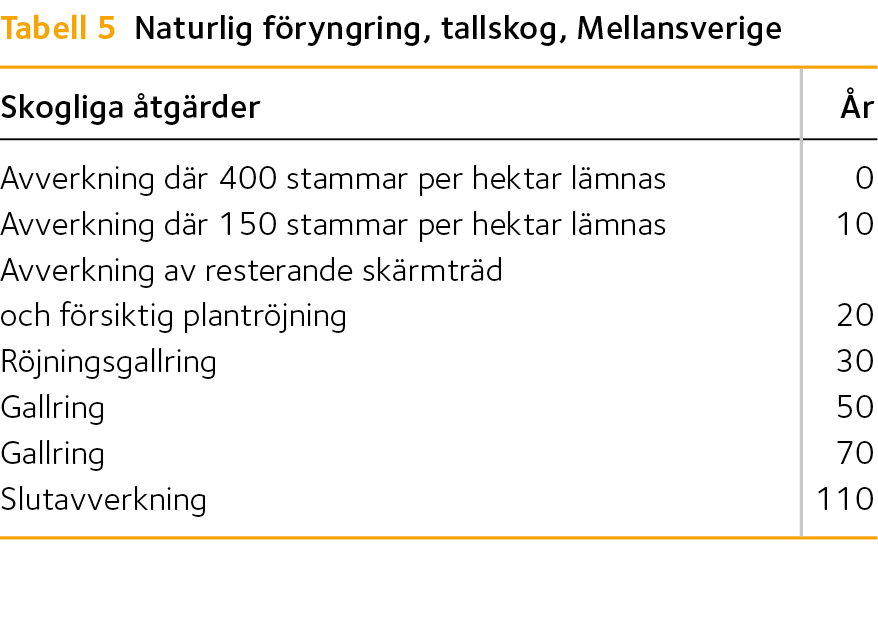 Tabell 5 Naturlig föryngring, tallskog, Mellansverige
Skogliga åtgärder År
Avverkning där 400 stammar per hektar lämnas 0
Avverkning där 150 stammar per hektar lämnas 10
Avverkning av resterande skärmträd
och försiktig plantröjning 20
Röjningsgallring 30
Gallring 50
Gallring 70
Slutavverkning 110